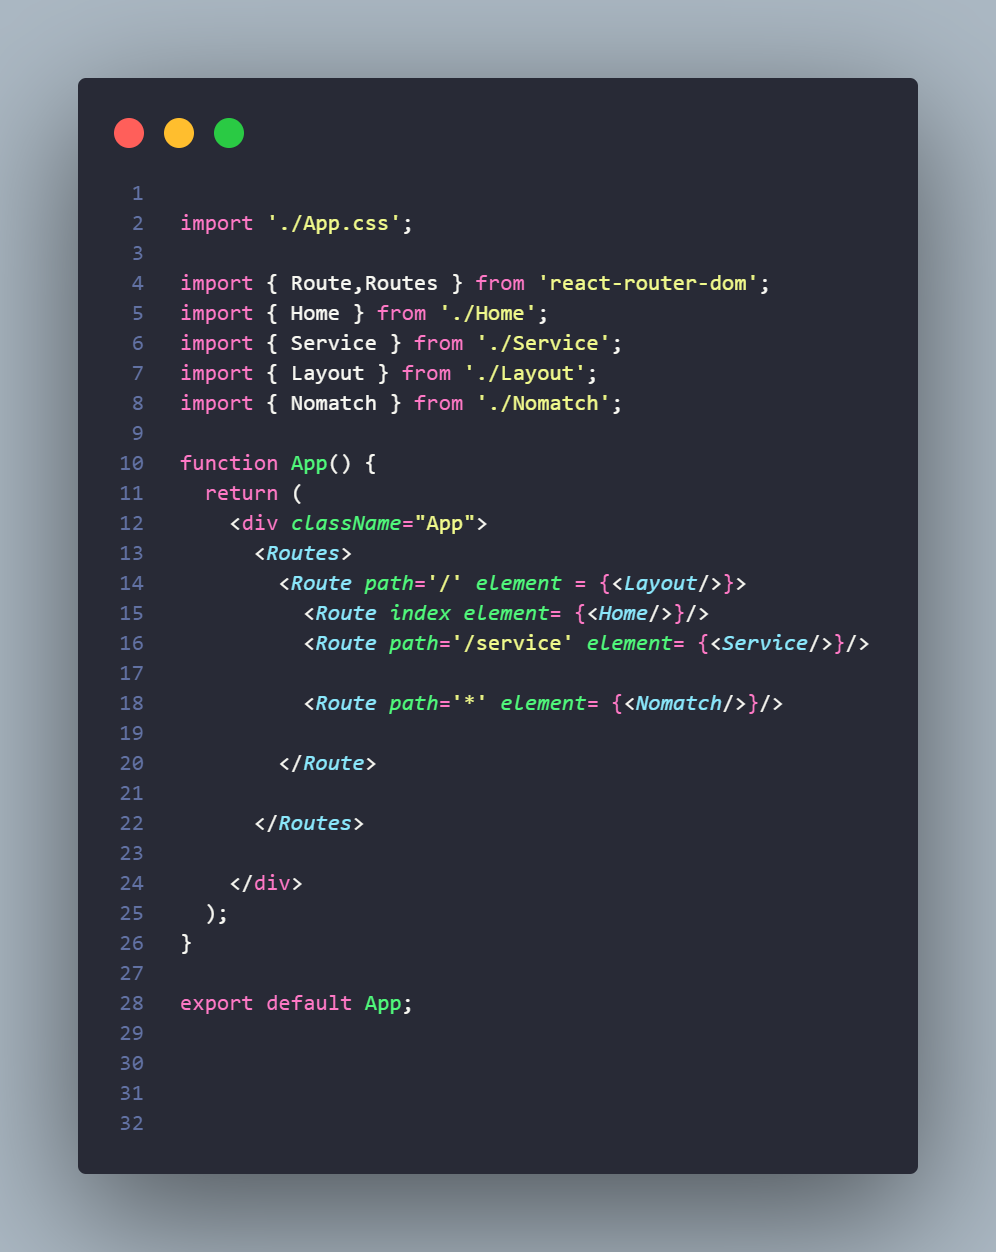 1
2 import './App.css';
3
4 import { Route,Routes } from 'react-router-dom';
5 import { Home } from './Home';
6 import { Service } from './Service';
7 import { Layout } from './Layout';
8 import { Nomatch } from './Nomatch';
9
10 function App() {
11   return (
12     <div className="App">
13       <Routes>
14         <Route path='/' element = {<Layout/>}>
15           <Route index element= {<Home/>}/>
16           <Route path='/service' element= {<Service/>}/>
17
18           <Route path='*' element= {<Nomatch/>}/>
19
20         </Route>
21
22       </Routes>
23
24     </div>
25   );
26 }
27
28 export default App;
29
30
31
32